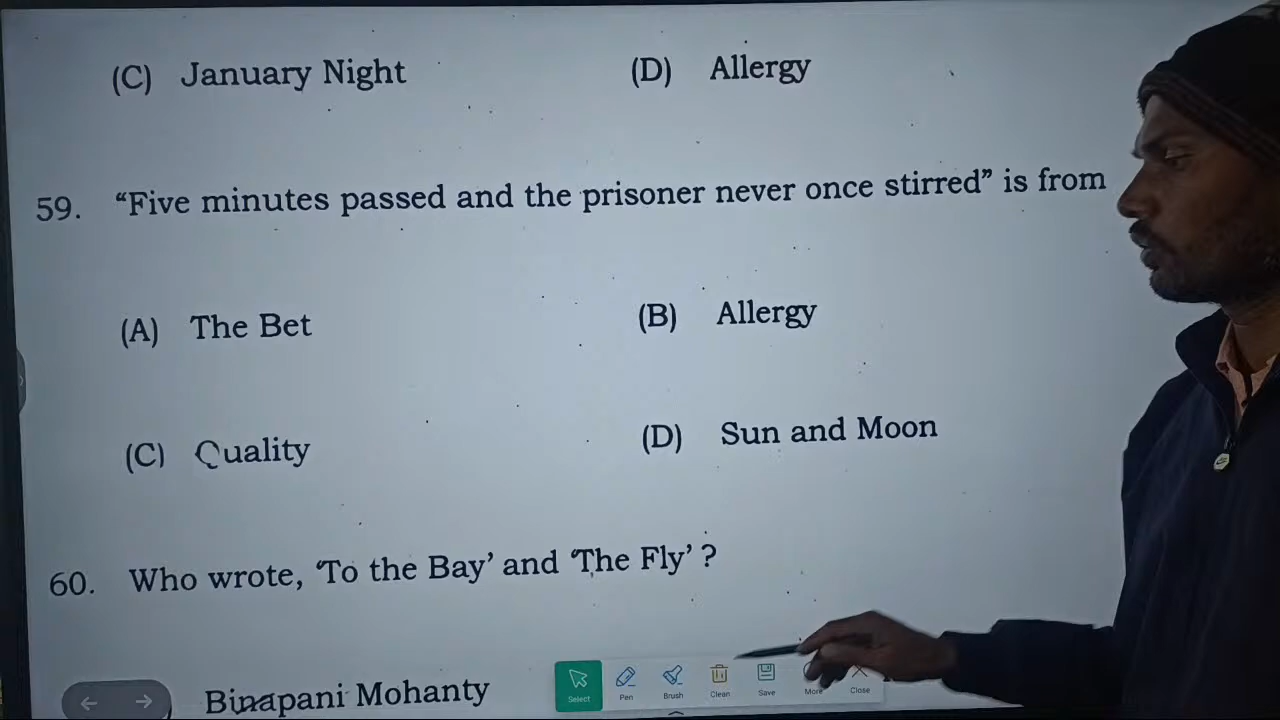 (C) January Night (D) Allergy
59. “Five minutes passed and the prisoner never once stirred” is from
(A) The Bet (B) Allergy
(C) Quality (D) Sun and Moon
60. Who wrote, ‘To the Bay’ and ‘The Fly’ ?
Binapani Mohanty
Select Pen Brush Clean Save More Close